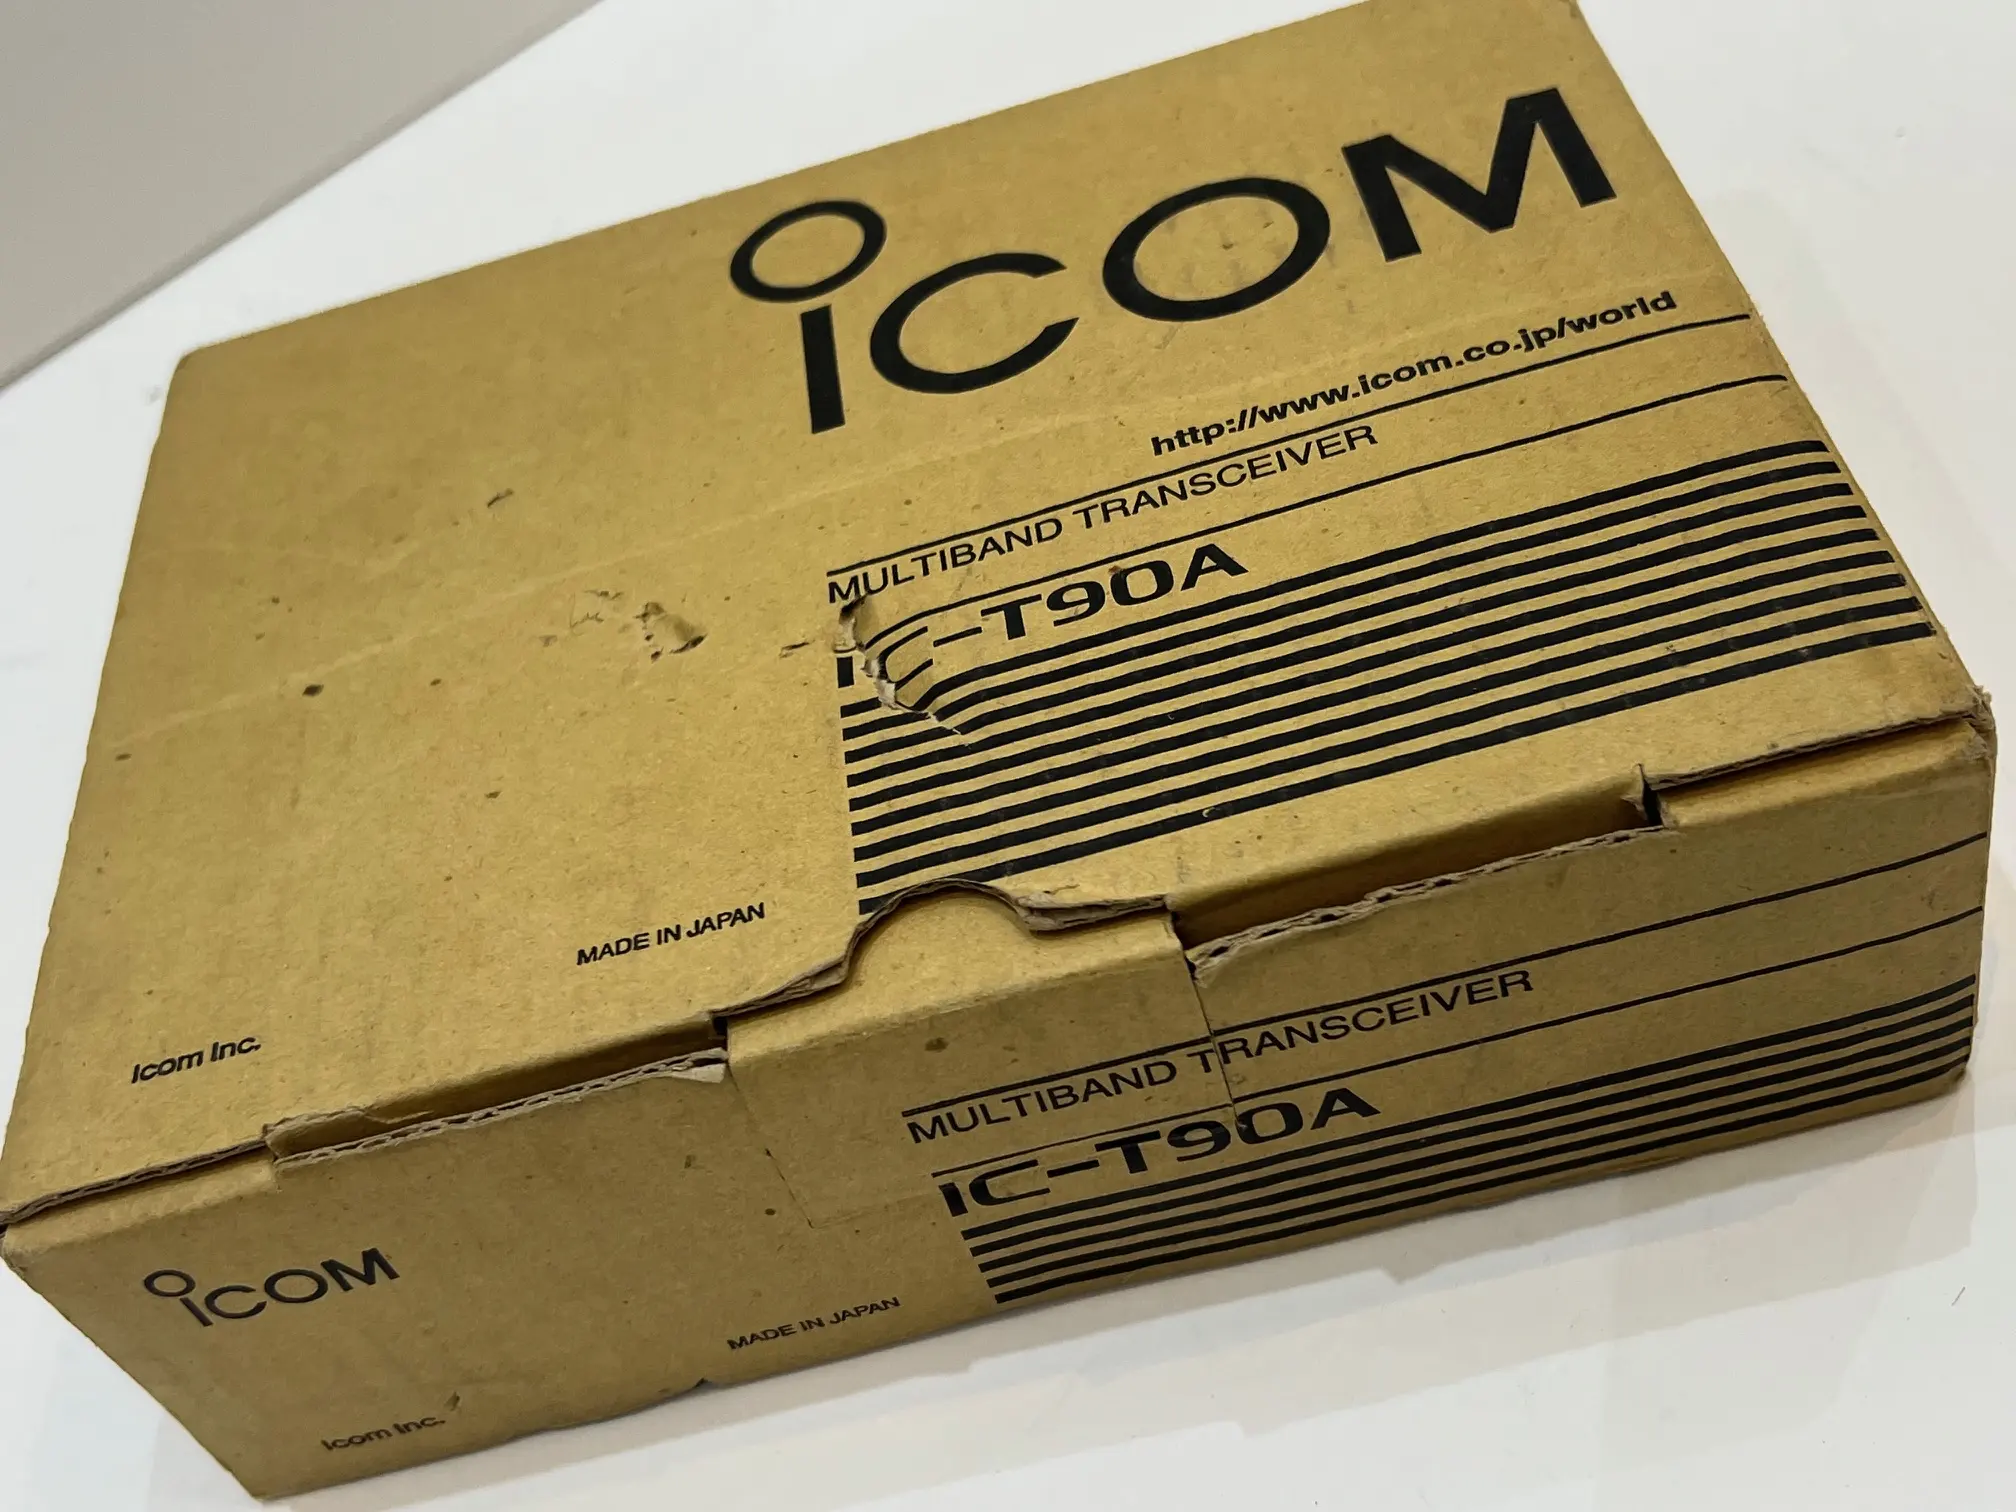 iCOM
http://www.icom.co.jp/world
MULTIBAND TRANSCEIVER
IC-T90A
MADE IN JAPAN
Icom Inc.
MULTIBAND TRANSCEIVER
IC-T90A
iCOM
MADE IN JAPAN
Icom Inc.